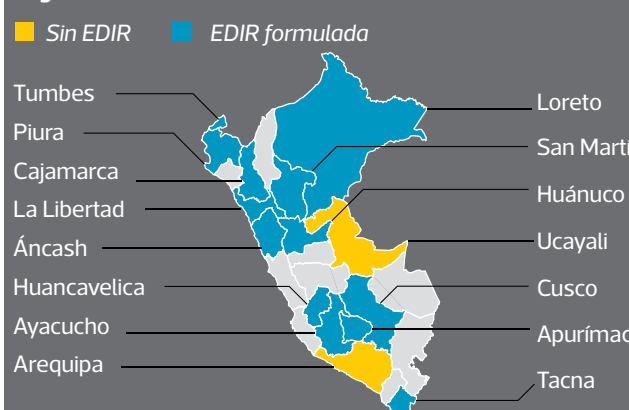 Sin EDIR
EDIR formulada
Tumbes
Piura
Cajamarca
La Libertad
Áncash
Huancavelica
Ayacucho
Arequipa
Loreto
San Martí
Huánuco
Ucayali
Cusco
Apurímac
Tacna